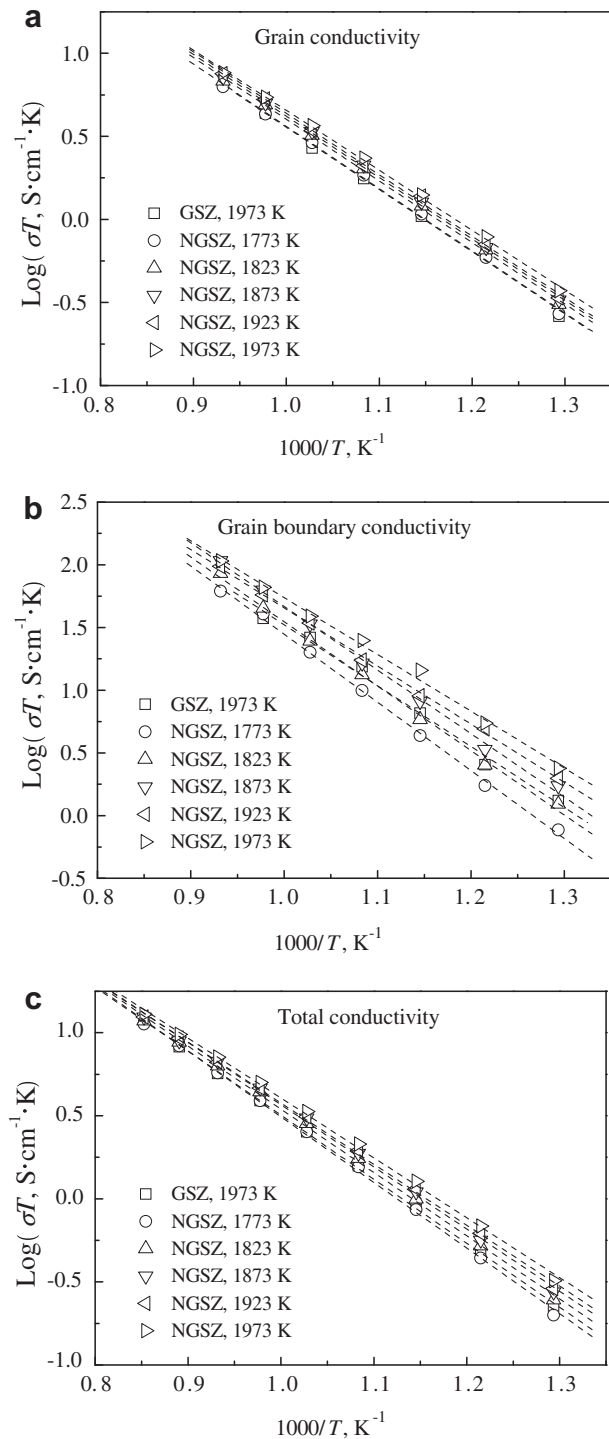 a
Grain conductivity
1.0
0.5
0.0
-0.5
-1.0
Log( σT, S·cm⁻¹·K)
GSZ, 1973 K
NGSZ, 1773 K
NGSZ, 1823 K
NGSZ, 1873 K
NGSZ, 1923 K
NGSZ, 1973 K
0.8 0.9 1.0 1.1 1.2 1.3
1000/T, K⁻¹
b
Grain boundary conductivity
2.5
2.0
1.5
1.0
0.5
0.0
-0.5
Log( σT, S·cm⁻¹·K)
GSZ, 1973 K
NGSZ, 1773 K
NGSZ, 1823 K
NGSZ, 1873 K
NGSZ, 1923 K
NGSZ, 1973 K
0.8 0.9 1.0 1.1 1.2 1.3
1000/T, K⁻¹
c
Total conductivity
1.0
0.5
0.0
-0.5
-1.0
Log( σT, S·cm⁻¹·K)
GSZ, 1973 K
NGSZ, 1773 K
NGSZ, 1823 K
NGSZ, 1873 K
NGSZ, 1923 K
NGSZ, 1973 K
0.8 0.9 1.0 1.1 1.2 1.3
1000/T, K⁻¹